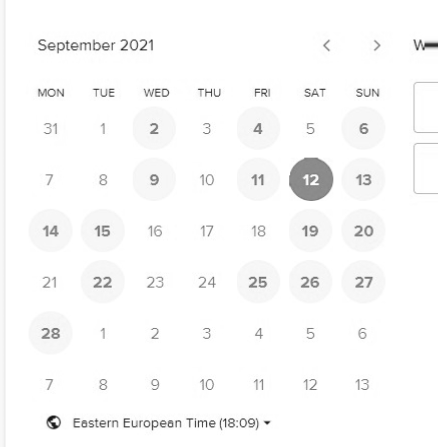 September 2021
MON TUE WED THU FRI SAT SUN
31 1 2 3 4 5 6
7 8 9 10 11 12 13
14 15 16 17 18 19 20
21 22 23 24 25 26 27
28 1 2 3 4 5 6
7 8 9 10 11 12 13
Eastern European Time (18:09)